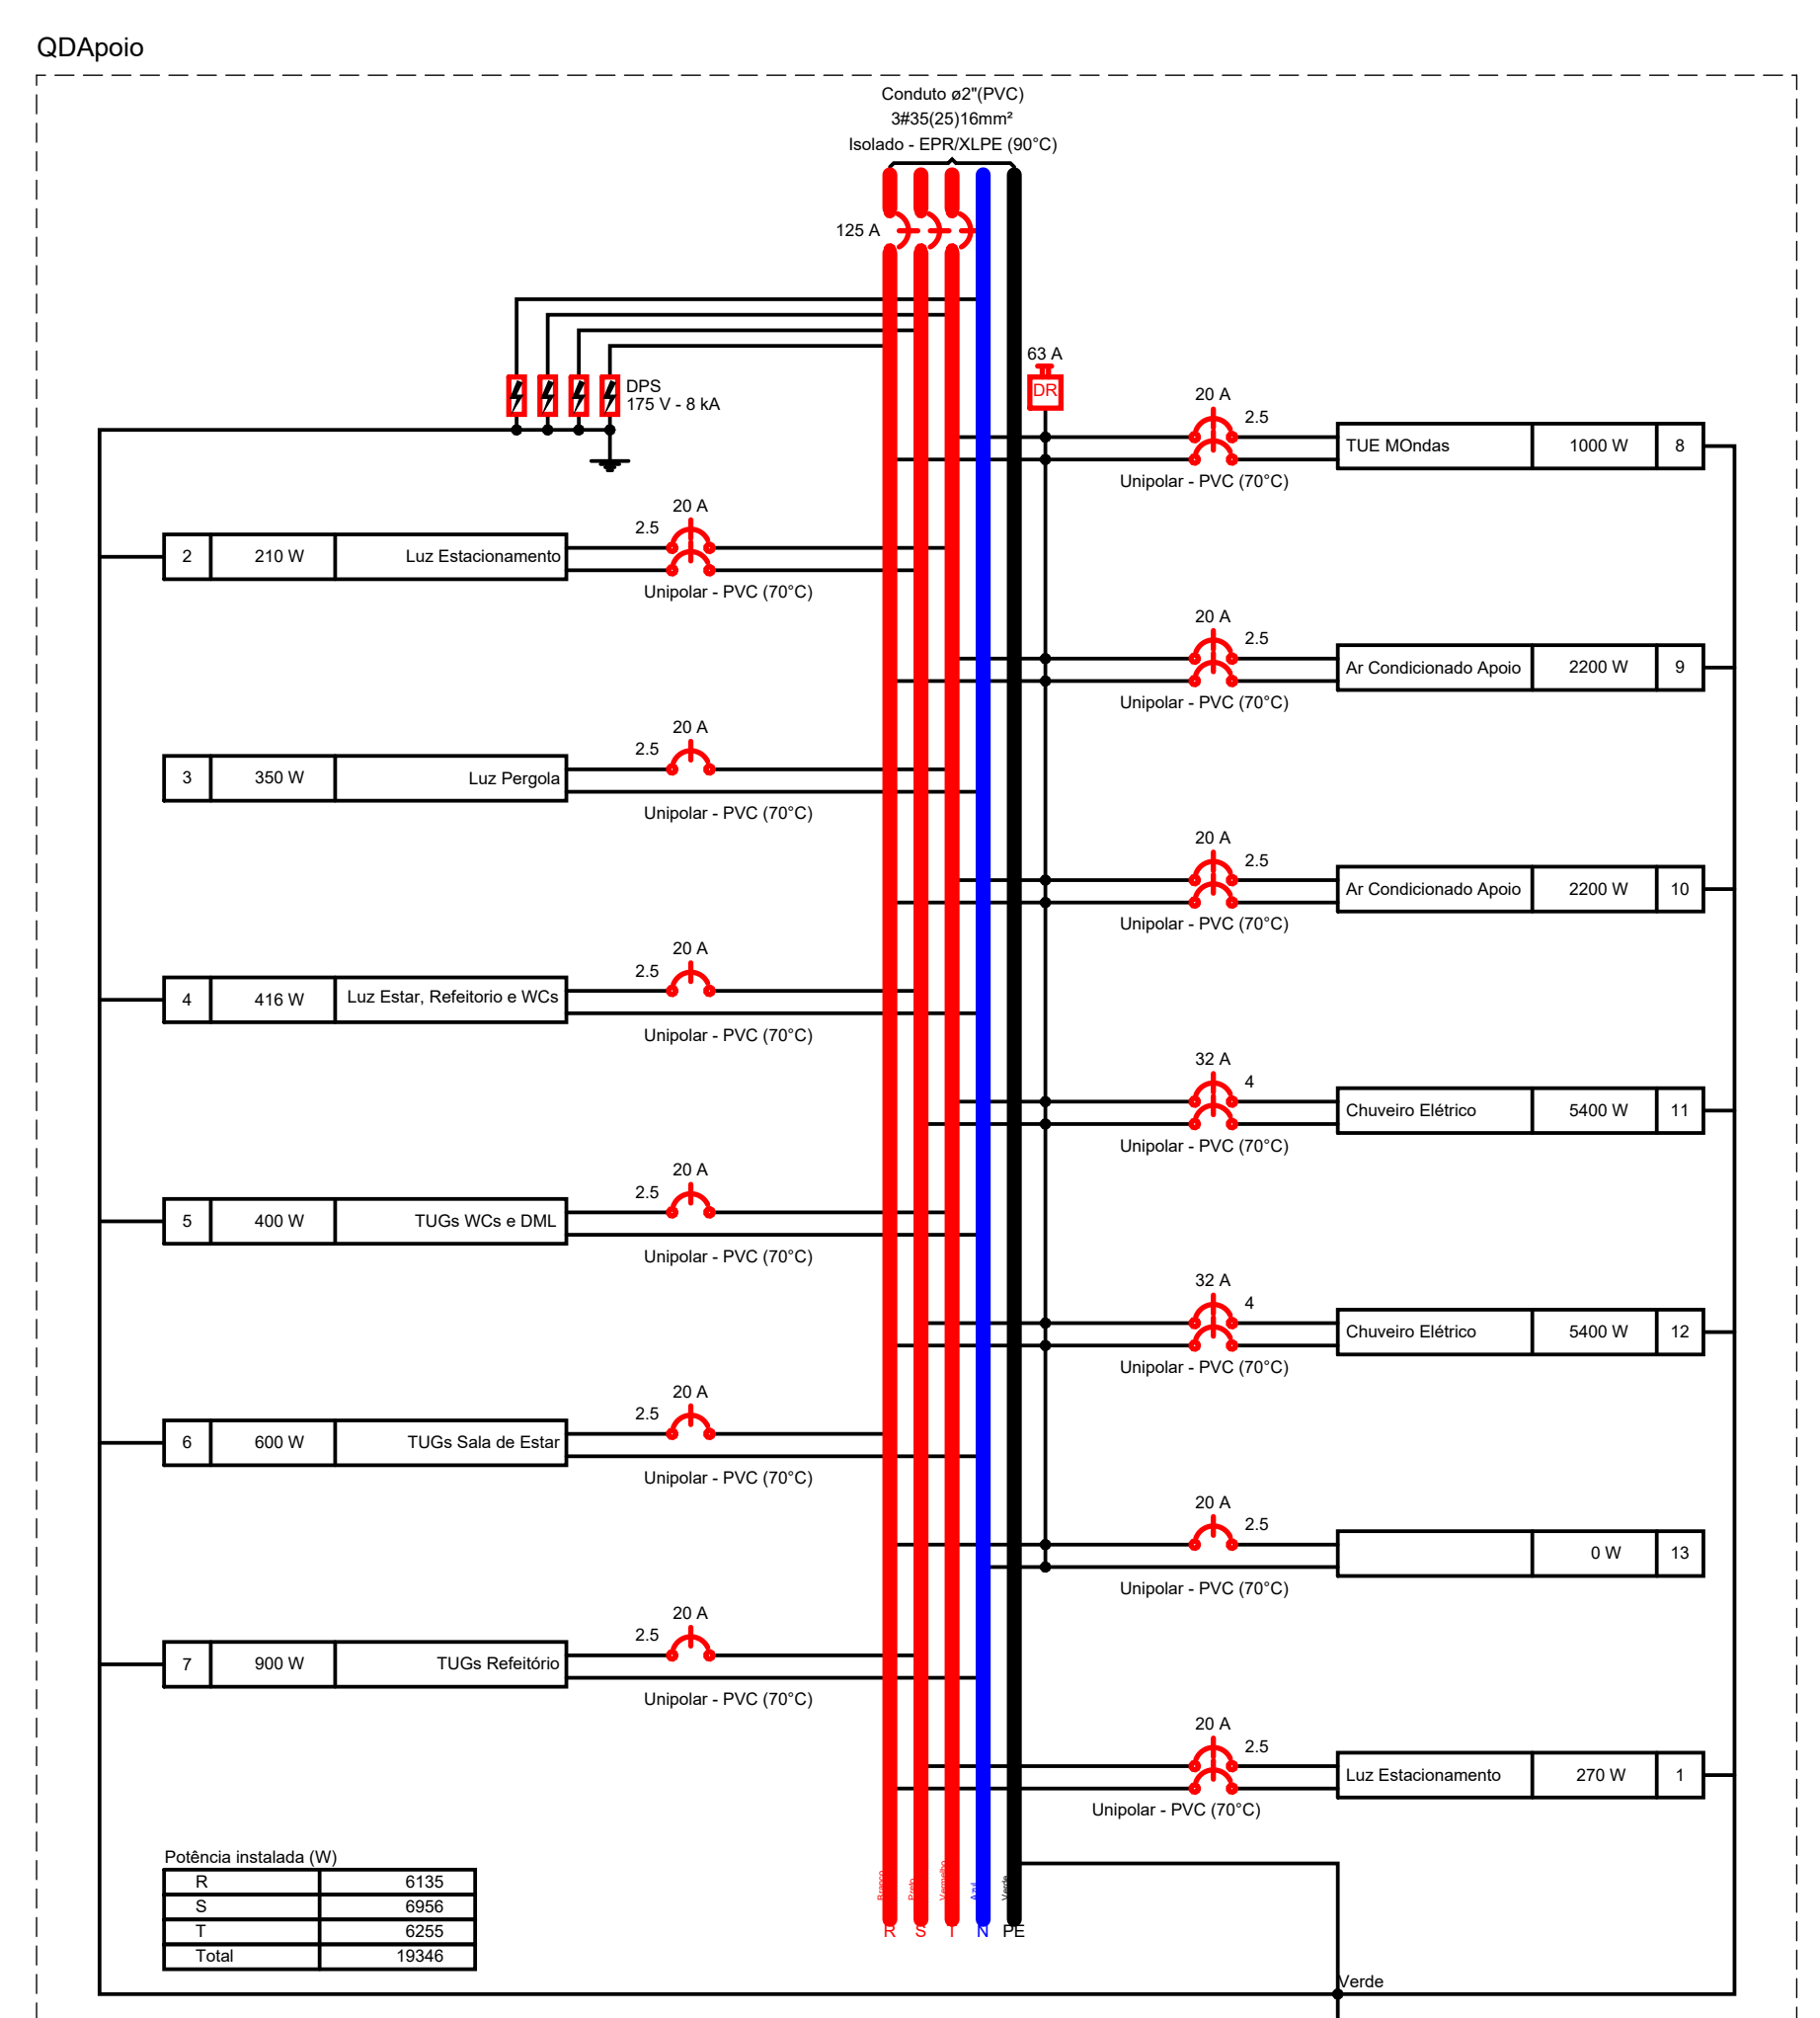 QDApoio
Conduto ø2"(PVC)
3#35(25)16mm²
Isolado - EPR/XLPE (90°C)
125 A
DPS
175 V - 8 kA
63 A
DR
20 A
2.5
TUE MOndas 1000 W 8
Unipolar - PVC (70°C)
20 A
2.5
2 210 W Luz Estacionamento
Unipolar - PVC (70°C)
20 A
2.5
Ar Condicionado Apoio 2200 W 9
Unipolar - PVC (70°C)
20 A
2.5
3 350 W Luz Pergola
Unipolar - PVC (70°C)
20 A
2.5
Ar Condicionado Apoio 2200 W 10
Unipolar - PVC (70°C)
20 A
2.5
4 416 W Luz Estar, Refeitorio e WCs
Unipolar - PVC (70°C)
32 A
4
Chuveiro Elétrico 5400 W 11
Unipolar - PVC (70°C)
20 A
2.5
5 400 W TUGs WCs e DML
Unipolar - PVC (70°C)
32 A
4
Chuveiro Elétrico 5400 W 12
Unipolar - PVC (70°C)
20 A
2.5
6 600 W TUGs Sala de Estar
Unipolar - PVC (70°C)
20 A
2.5
0 W 13
Unipolar - PVC (70°C)
20 A
2.5
7 900 W TUGs Refeitório
Unipolar - PVC (70°C)
20 A
2.5
Luz Estacionamento 270 W 1
Unipolar - PVC (70°C)
Potência instalada (W)
R 6135
S 6956
T 6255
Total 19346
Branco
Preto
Vermelho
Azul
Verde
R S T N PE
Verde